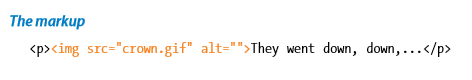 The markup
<p><img src="crown.gif" alt="">They went down, down,...</p>